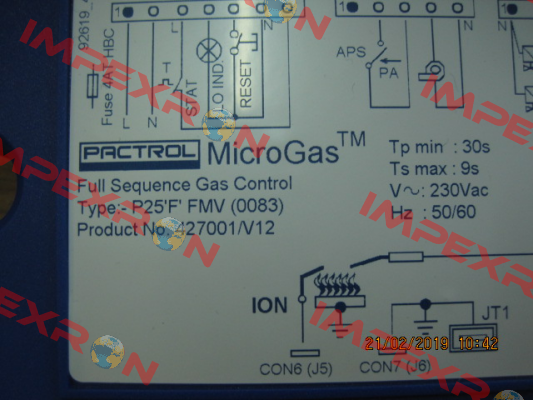 92619
1
1
1
Fuse 4AT-HBC
L
N
T
STAT
LO IND.
RESET
L
N
APS
PA
PACTROL MicroGas™
Full Sequence Gas Control
Type:- P25'F' FMV (0083)
Product No. 427001/V12
Tp min : 30s
Ts max : 9s
V~: 230Vac
Hz : 50/60
ION
JT1
CON6 (J5)
CON7 (J6)
21/02/2019 10:42
IMPEXRON
IMPEXRON
IMPEXRON
IMPEXRON
IMPEXRON